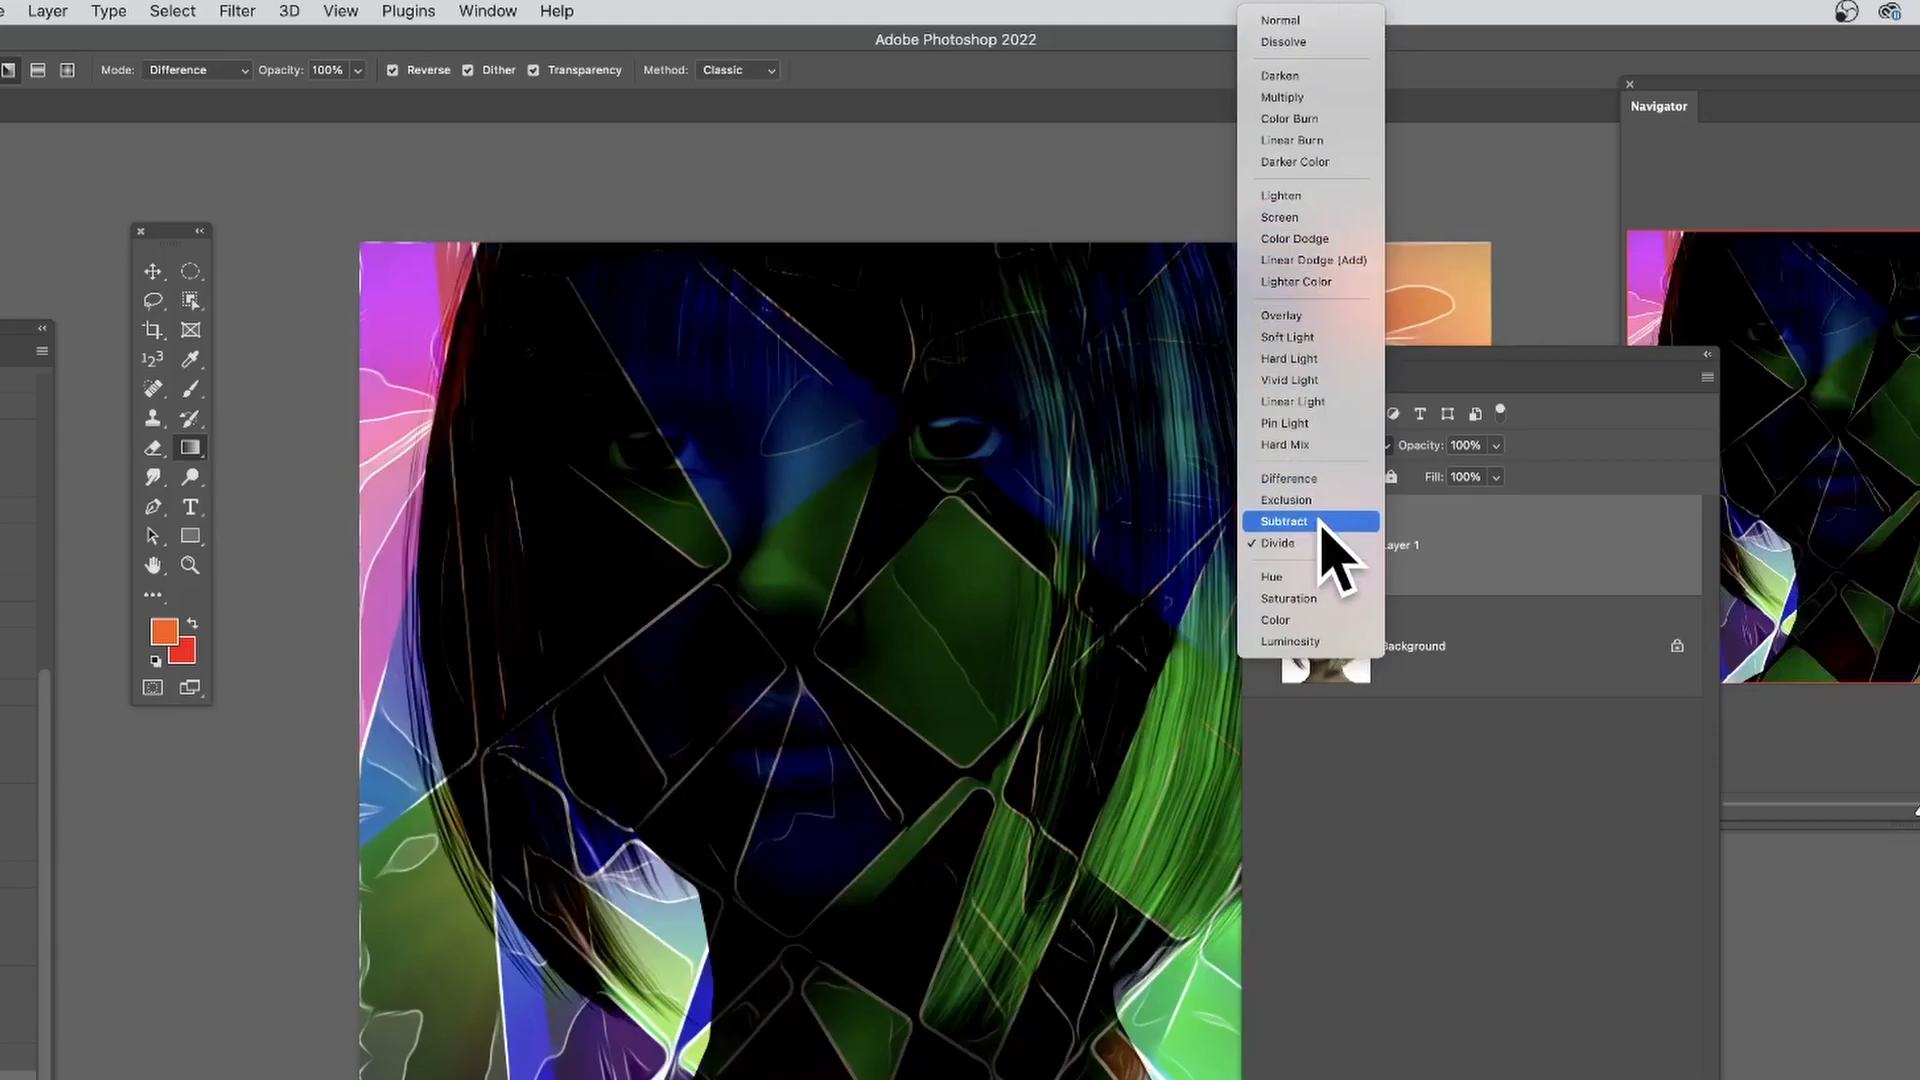 Layer Type Select Filter 3D View Plugins Window Help
Adobe Photoshop 2022
Mode: Difference Opacity: 100% Reverse Dither Transparency Method: Classic
Navigator
Normal
Dissolve
Darken
Multiply
Color Burn
Linear Burn
Darker Color
Lighten
Screen
Color Dodge
Linear Dodge (Add)
Lighter Color
Overlay
Soft Light
Hard Light
Vivid Light
Linear Light
Pin Light
Hard Mix
Difference
Exclusion
Subtract
Divide
Hue
Saturation
Color
Luminosity
Opacity: 100%
Fill: 100%
ayer 1
Background